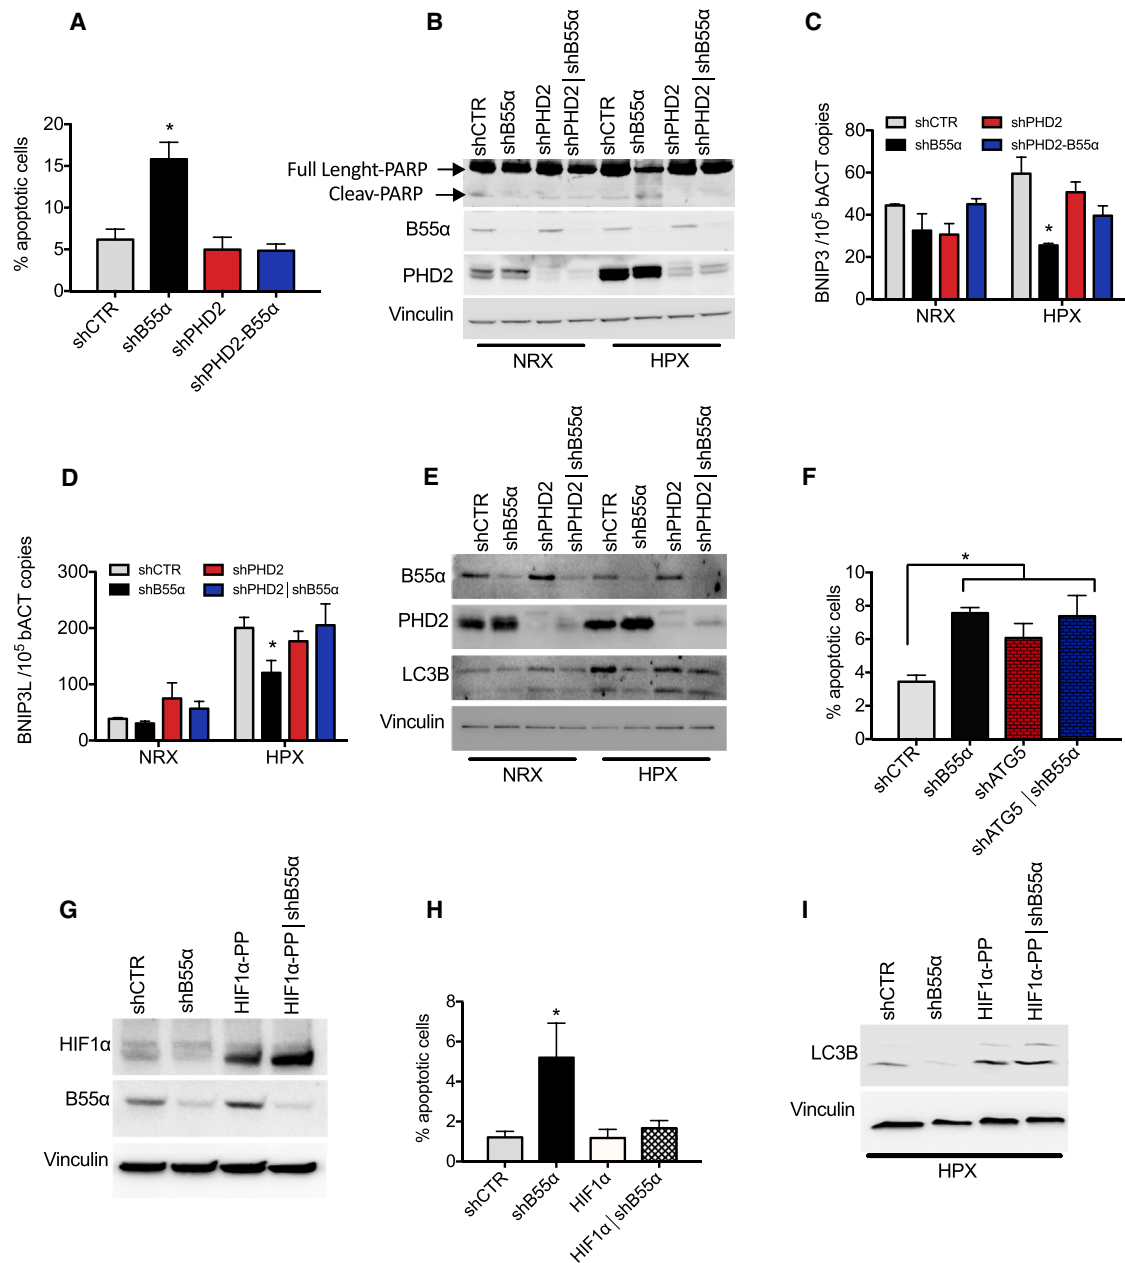 A
% apoptotic cells
20
15
10
5
0
*
shCTR
shB55α
shPHD2
shPHD2-B55α
B
shCTR
shB55α
shPHD2
shPHD2|shB55α
shCTR
shB55α
shPHD2
shPHD2|shB55α
Full Lenght-PARP
Cleav-PARP
B55α
PHD2
Vinculin
NRX
HPX
C
BNIP3 /10⁵ bACT copies
80
60
40
20
0
shCTR
shPHD2
shB55α
shPHD2-B55α
*
NRX
HPX
D
BNIP3L /10⁵ bACT copies
300
200
100
0
shCTR
shPHD2
shB55α
shPHD2|shB55α
*
NRX
HPX
E
shCTR
shB55α
shPHD2
shPHD2|shB55α
shCTR
shB55α
shPHD2
shPHD2|shB55α
B55α
PHD2
LC3B
Vinculin
NRX
HPX
F
% apoptotic cells
10
8
6
4
2
0
*
shCTR
shB55α
shATG5
shATG5 |shB55α
G
shCTR
shB55α
HIF1α-PP
HIF1α-PP|shB55α
HIF1α
B55α
Vinculin
H
% apoptotic cells
8
6
4
2
0
*
shCTR
shB55α
HIF1α
HIF1α|shB55α
I
shCTR
shB55α
HIF1α-PP
HIF1α-PP|shB55α
LC3B
Vinculin
HPX